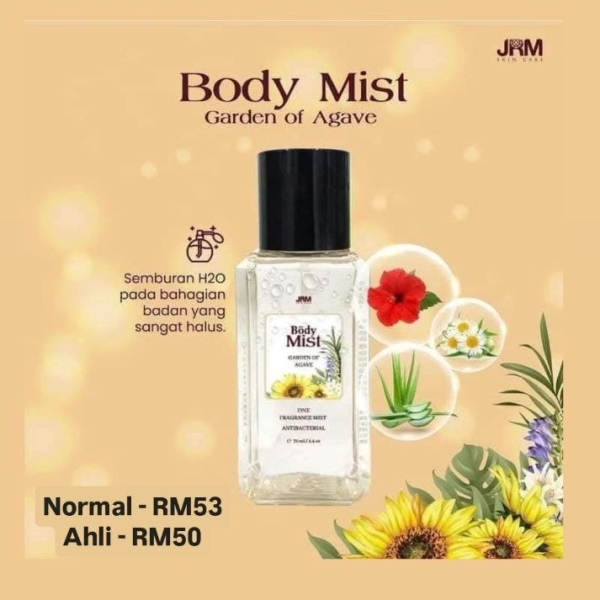 JRM
SKIN CARE
Body Mist
Garden of Agave
Semburan H2O
pada bahagian
badan yang
sangat halus.
JRM
Body
Mist
GARDEN OF
AGAVE
FINE
FRAGRANCE MIST
ANTIBACTERIAL
Normal - RM53
Ahli - RM50